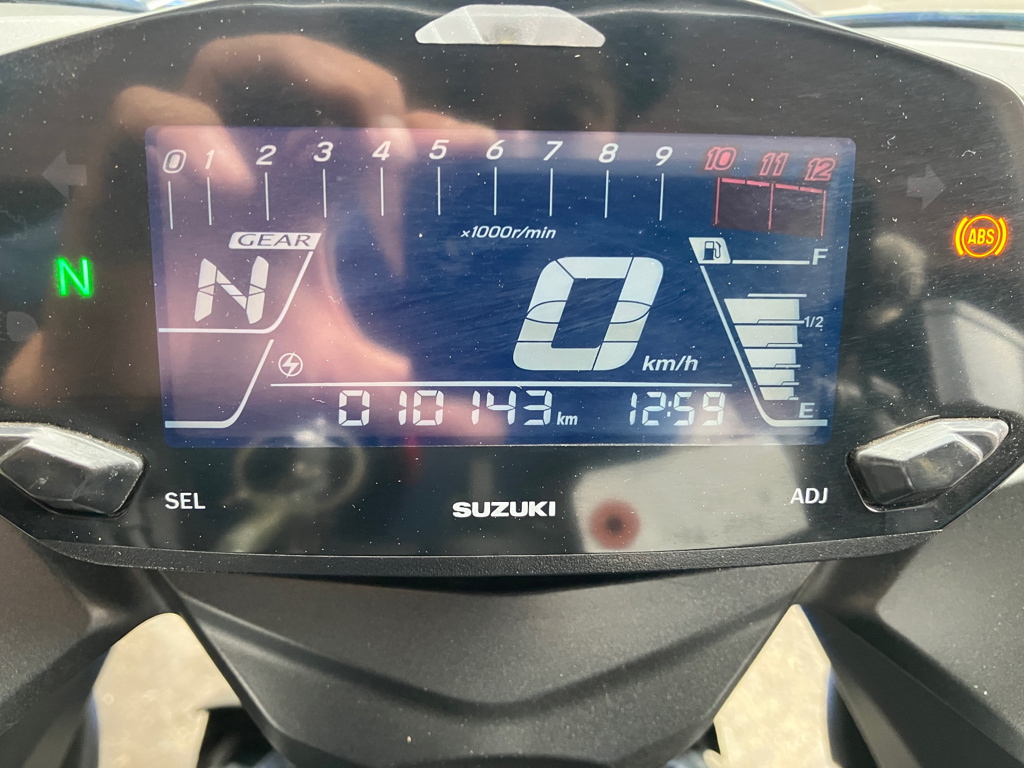 0 1 2 3 4 5 6 7 8 9 10 11 12
x1000r/min
GEAR
N
N
0 km/h
F
1/2
E
ABS
010143 km 12:59
SEL
SUZUKI
ADJ